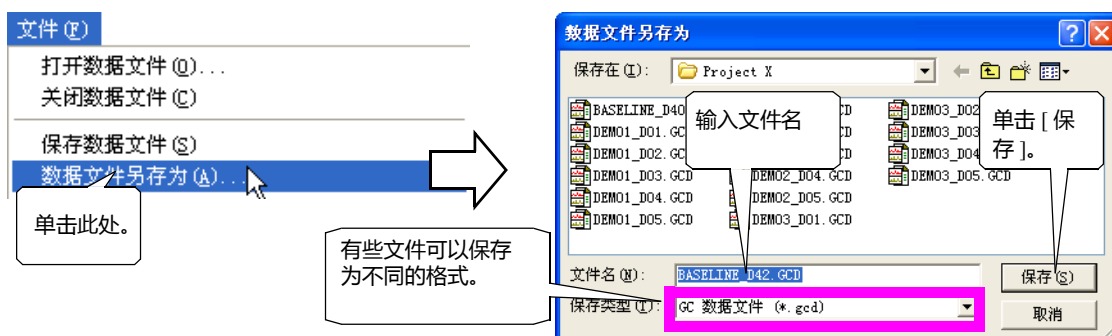 文件(F)
打开数据文件(O)...
关闭数据文件(C)
保存数据文件(S)
数据文件另存为(A)...
单击此处。
有些文件可以保存
为不同的格式。
数据文件另存为
保存在(I):
Project X
BASELINE_D40
DEMO1_D01.GC
DEMO1_D02.GC
DEMO1_D03.GCD
DEMO1_D04.GCD
DEMO1_D05.GCD
DEMO2_D04.GCD
DEMO2_D05.GCD
DEMO3_D01.GCD
DEMO3_D02
DEMO3_D03
DEMO3_D04
DEMO3_D05.GCD
输入文件名
单击 [ 保
存 ]。
文件名(N):
BASELINE_D42.GCD
保存(S)
保存类型(T):
GC 数据文件 (*.gcd)
取消